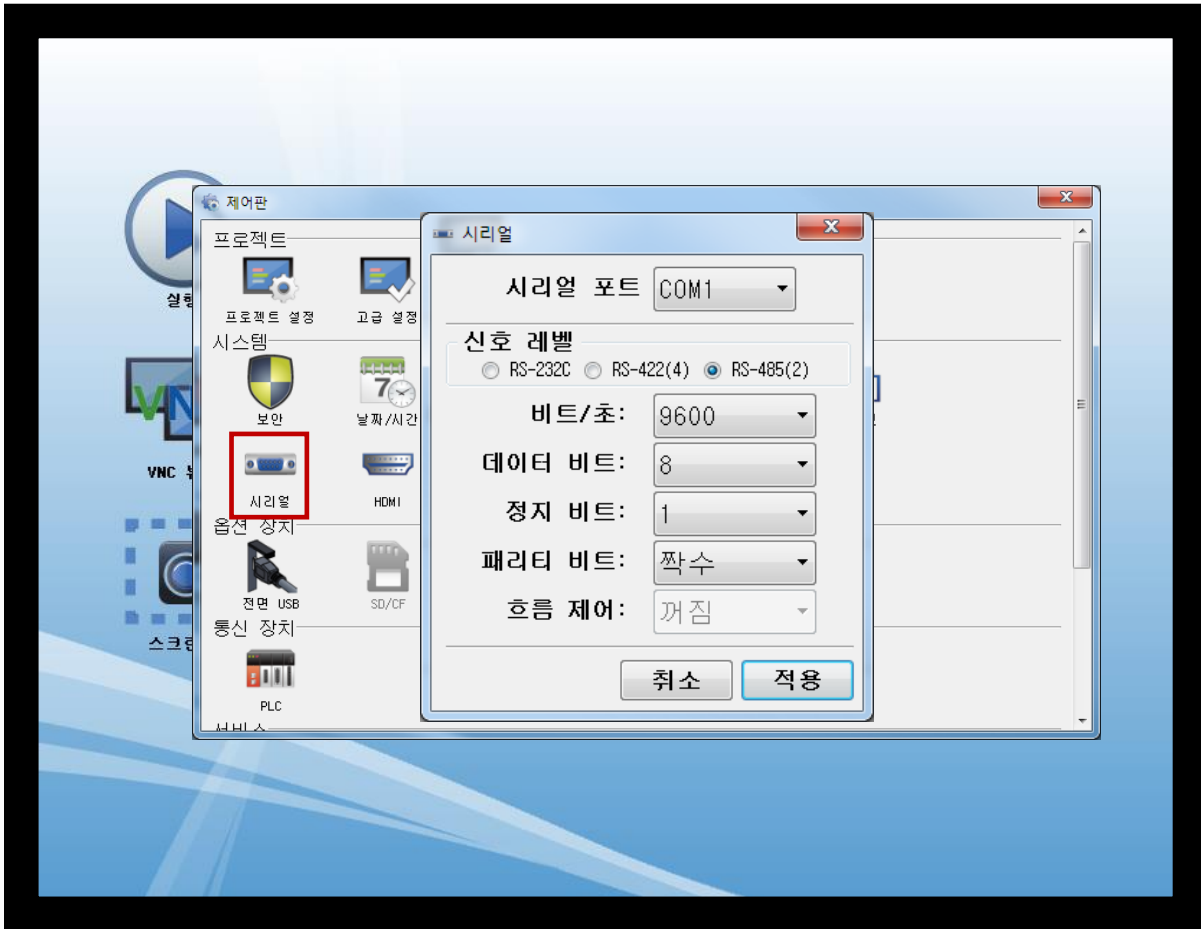 제어판
프로젝트
프로젝트 설정
고급 설정
시스템
보안
날짜/시간
시리얼
HDMI
옵션 장치
전면 USB
SD/CF
통신 장치
PLC
서비스
VNC
시리얼
시리얼 포트 COM1
신호 레벨
RS-232C RS-422(4) RS-485(2)
비트/초: 9600
데이터 비트: 8
정지 비트: 1
패리티 비트: 짝수
흐름 제어: 꺼짐
취소 적용